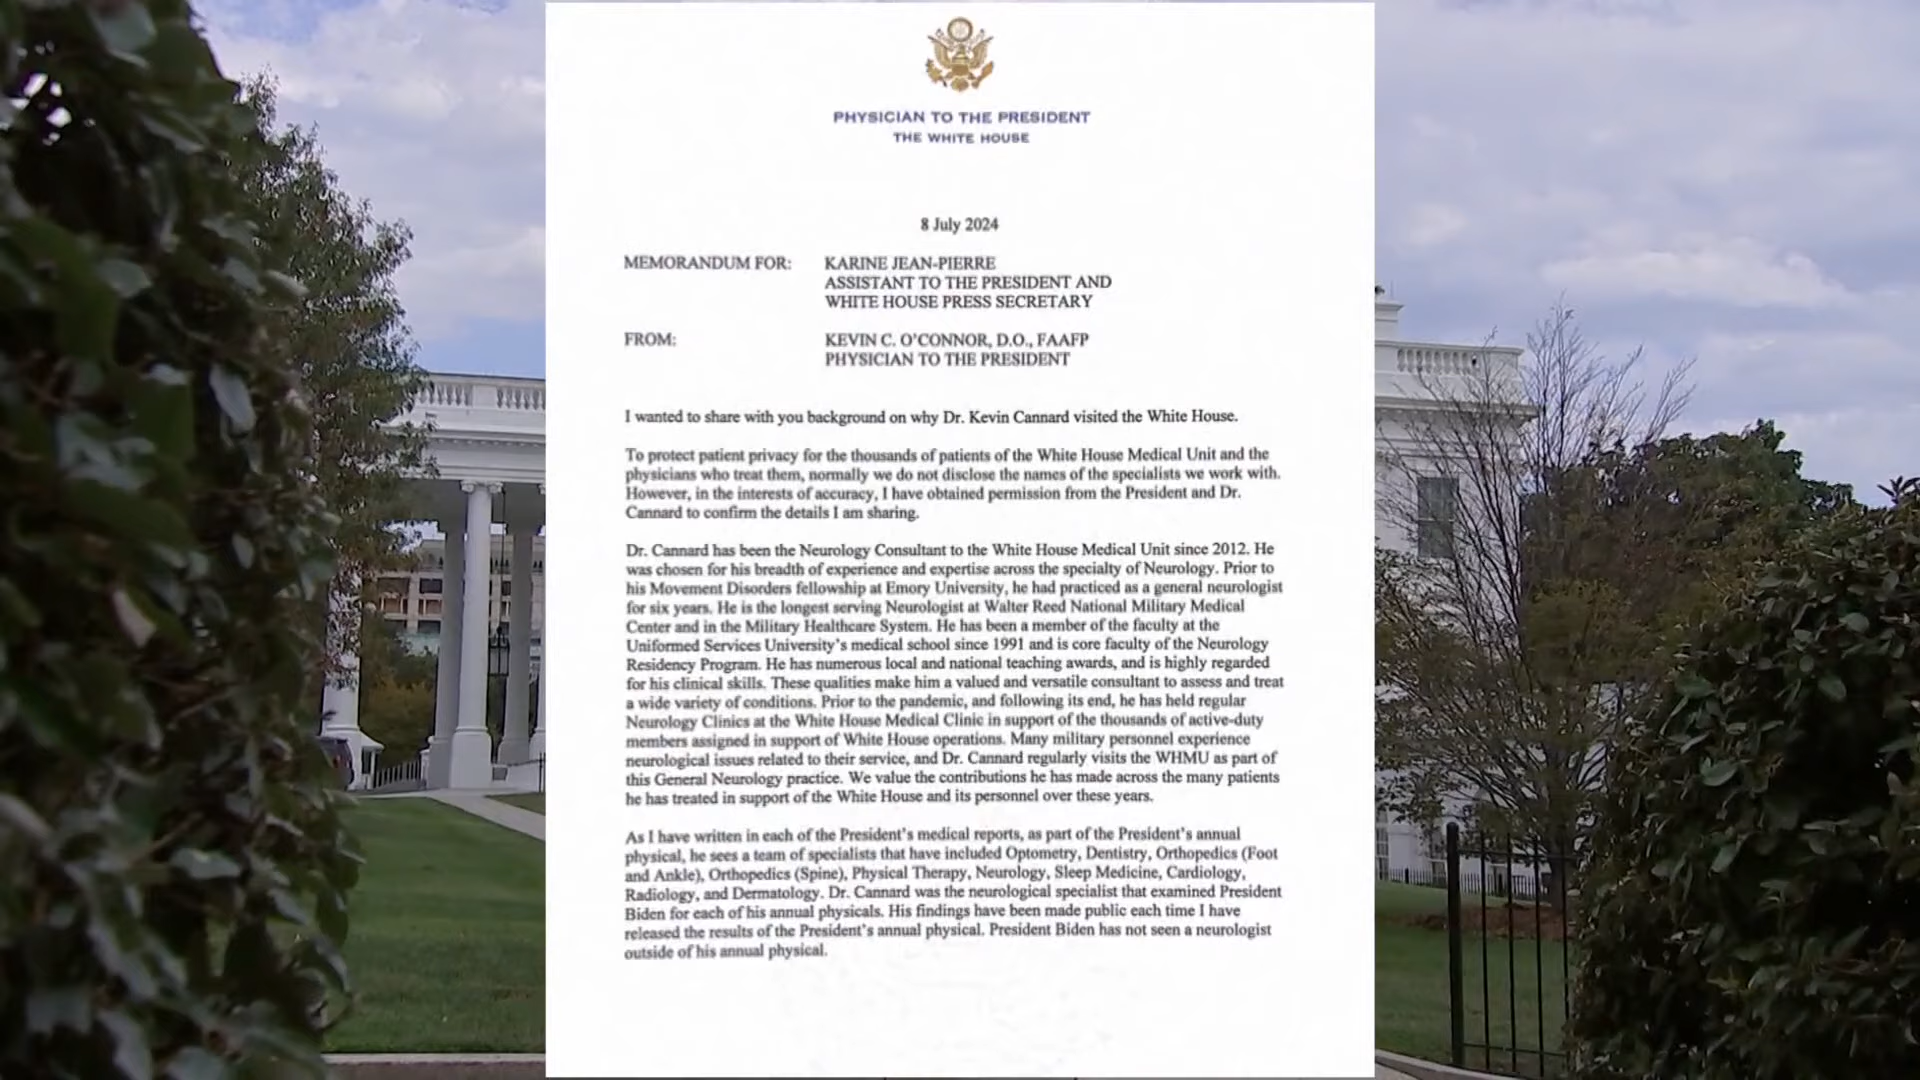 PHYSICIAN TO THE PRESIDENT
THE WHITE HOUSE
8 July 2024
MEMORANDUM FOR: KARINE JEAN-PIERRE
ASSISTANT TO THE PRESIDENT AND
WHITE HOUSE PRESS SECRETARY
FROM: KEVIN C. O'CONNOR, D.O., FAAFP
PHYSICIAN TO THE PRESIDENT
I wanted to share with you background on why Dr. Kevin Cannard visited the White House.
To protect patient privacy for the thousands of patients of the White House Medical Unit and the
physicians who treat them, normally we do not disclose the names of the specialists we work with.
However, in the interests of accuracy, I have obtained permission from the President and Dr.
Cannard to confirm the details I am sharing.
Dr. Cannard has been the Neurology Consultant to the White House Medical Unit since 2012. He
was chosen for his breadth of experience and expertise across the specialty of Neurology. Prior to
his Movement Disorders fellowship at Emory University, he had practiced as a general neurologist
for six years. He is the longest serving Neurologist at Walter Reed National Military Medical
Center and in the Military Healthcare System. He has been a member of the faculty at the
Uniformed Services University's medical school since 1991 and is core faculty of the Neurology
Residency Program. He has numerous local and national teaching awards, and is highly regarded
for his clinical skills. These qualities make him a valued and versatile consultant to assess and treat
a wide variety of conditions. Prior to the pandemic, and following its end, he has held regular
Neurology Clinics at the White House Medical Clinic in support of the thousands of active-duty
members assigned in support of White House operations. Many military personnel experience
neurological issues related to their service, and Dr. Cannard regularly visits the WHMU as part of
this General Neurology practice. We value the contributions he has made across the many patients
he has treated in support of the White House and its personnel over these years.
As I have written in each of the President's medical reports, as part of the President's annual
physical, he sees a team of specialists that have included Optometry, Dentistry, Orthopedics (Foot
and Ankle), Orthopedics (Spine), Physical Therapy, Neurology, Sleep Medicine, Cardiology,
Radiology, and Dermatology. Dr. Cannard was the neurological specialist that examined President
Biden for each of his annual physicals. His findings have been made public each time I have
released the results of the President's annual physical. President Biden has not seen a neurologist
outside of his annual physical.